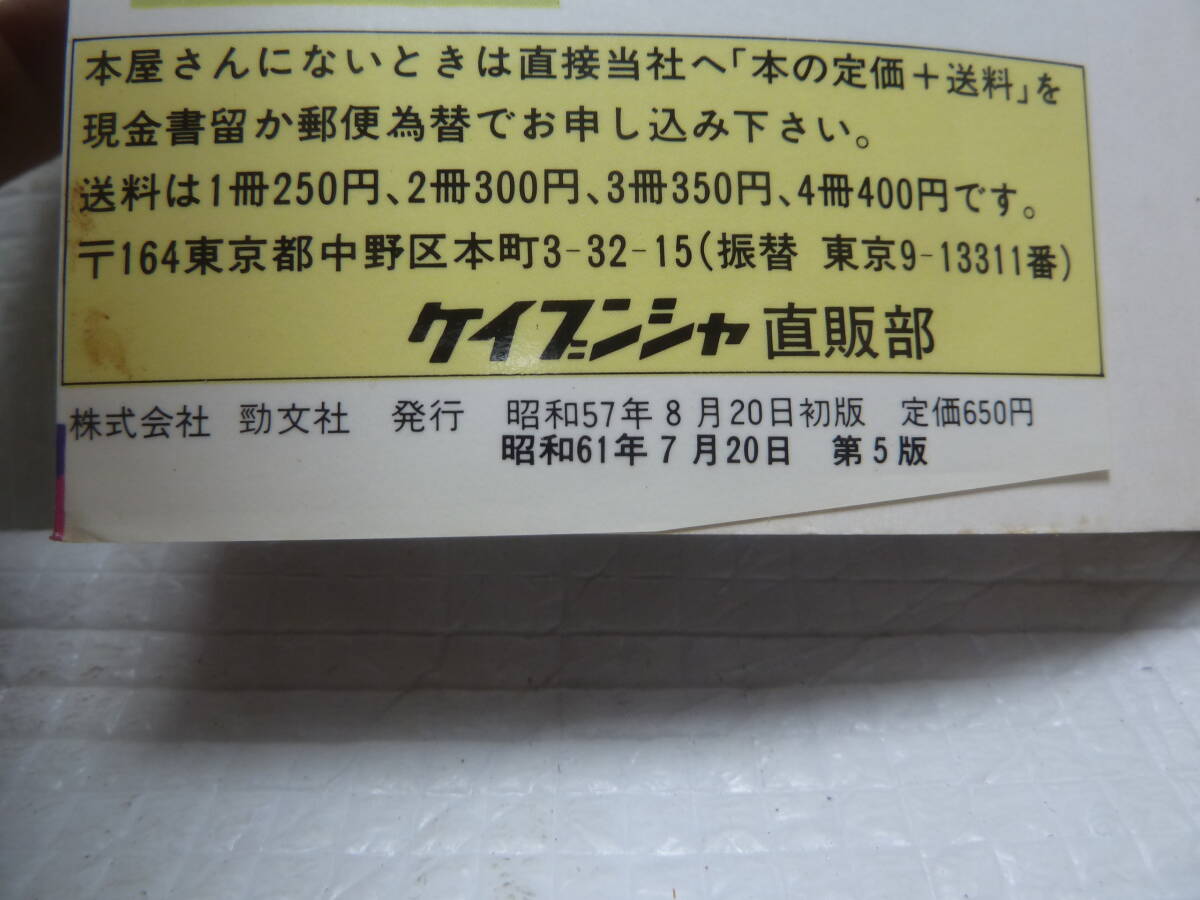 本屋さんにないときは直接当社へ「本の定価＋送料」を
現金書留か郵便為替でお申し込み下さい。
送料は1冊250円、2冊300円、3冊350円、4冊400円です。
〒164東京都中野区本町3-32-15(振替 東京9-13311番)
ケイブンシャ直販部
株式会社 勁文社 発行 昭和57年8月20日初版 定価650円
昭和61年7月20日 第5版